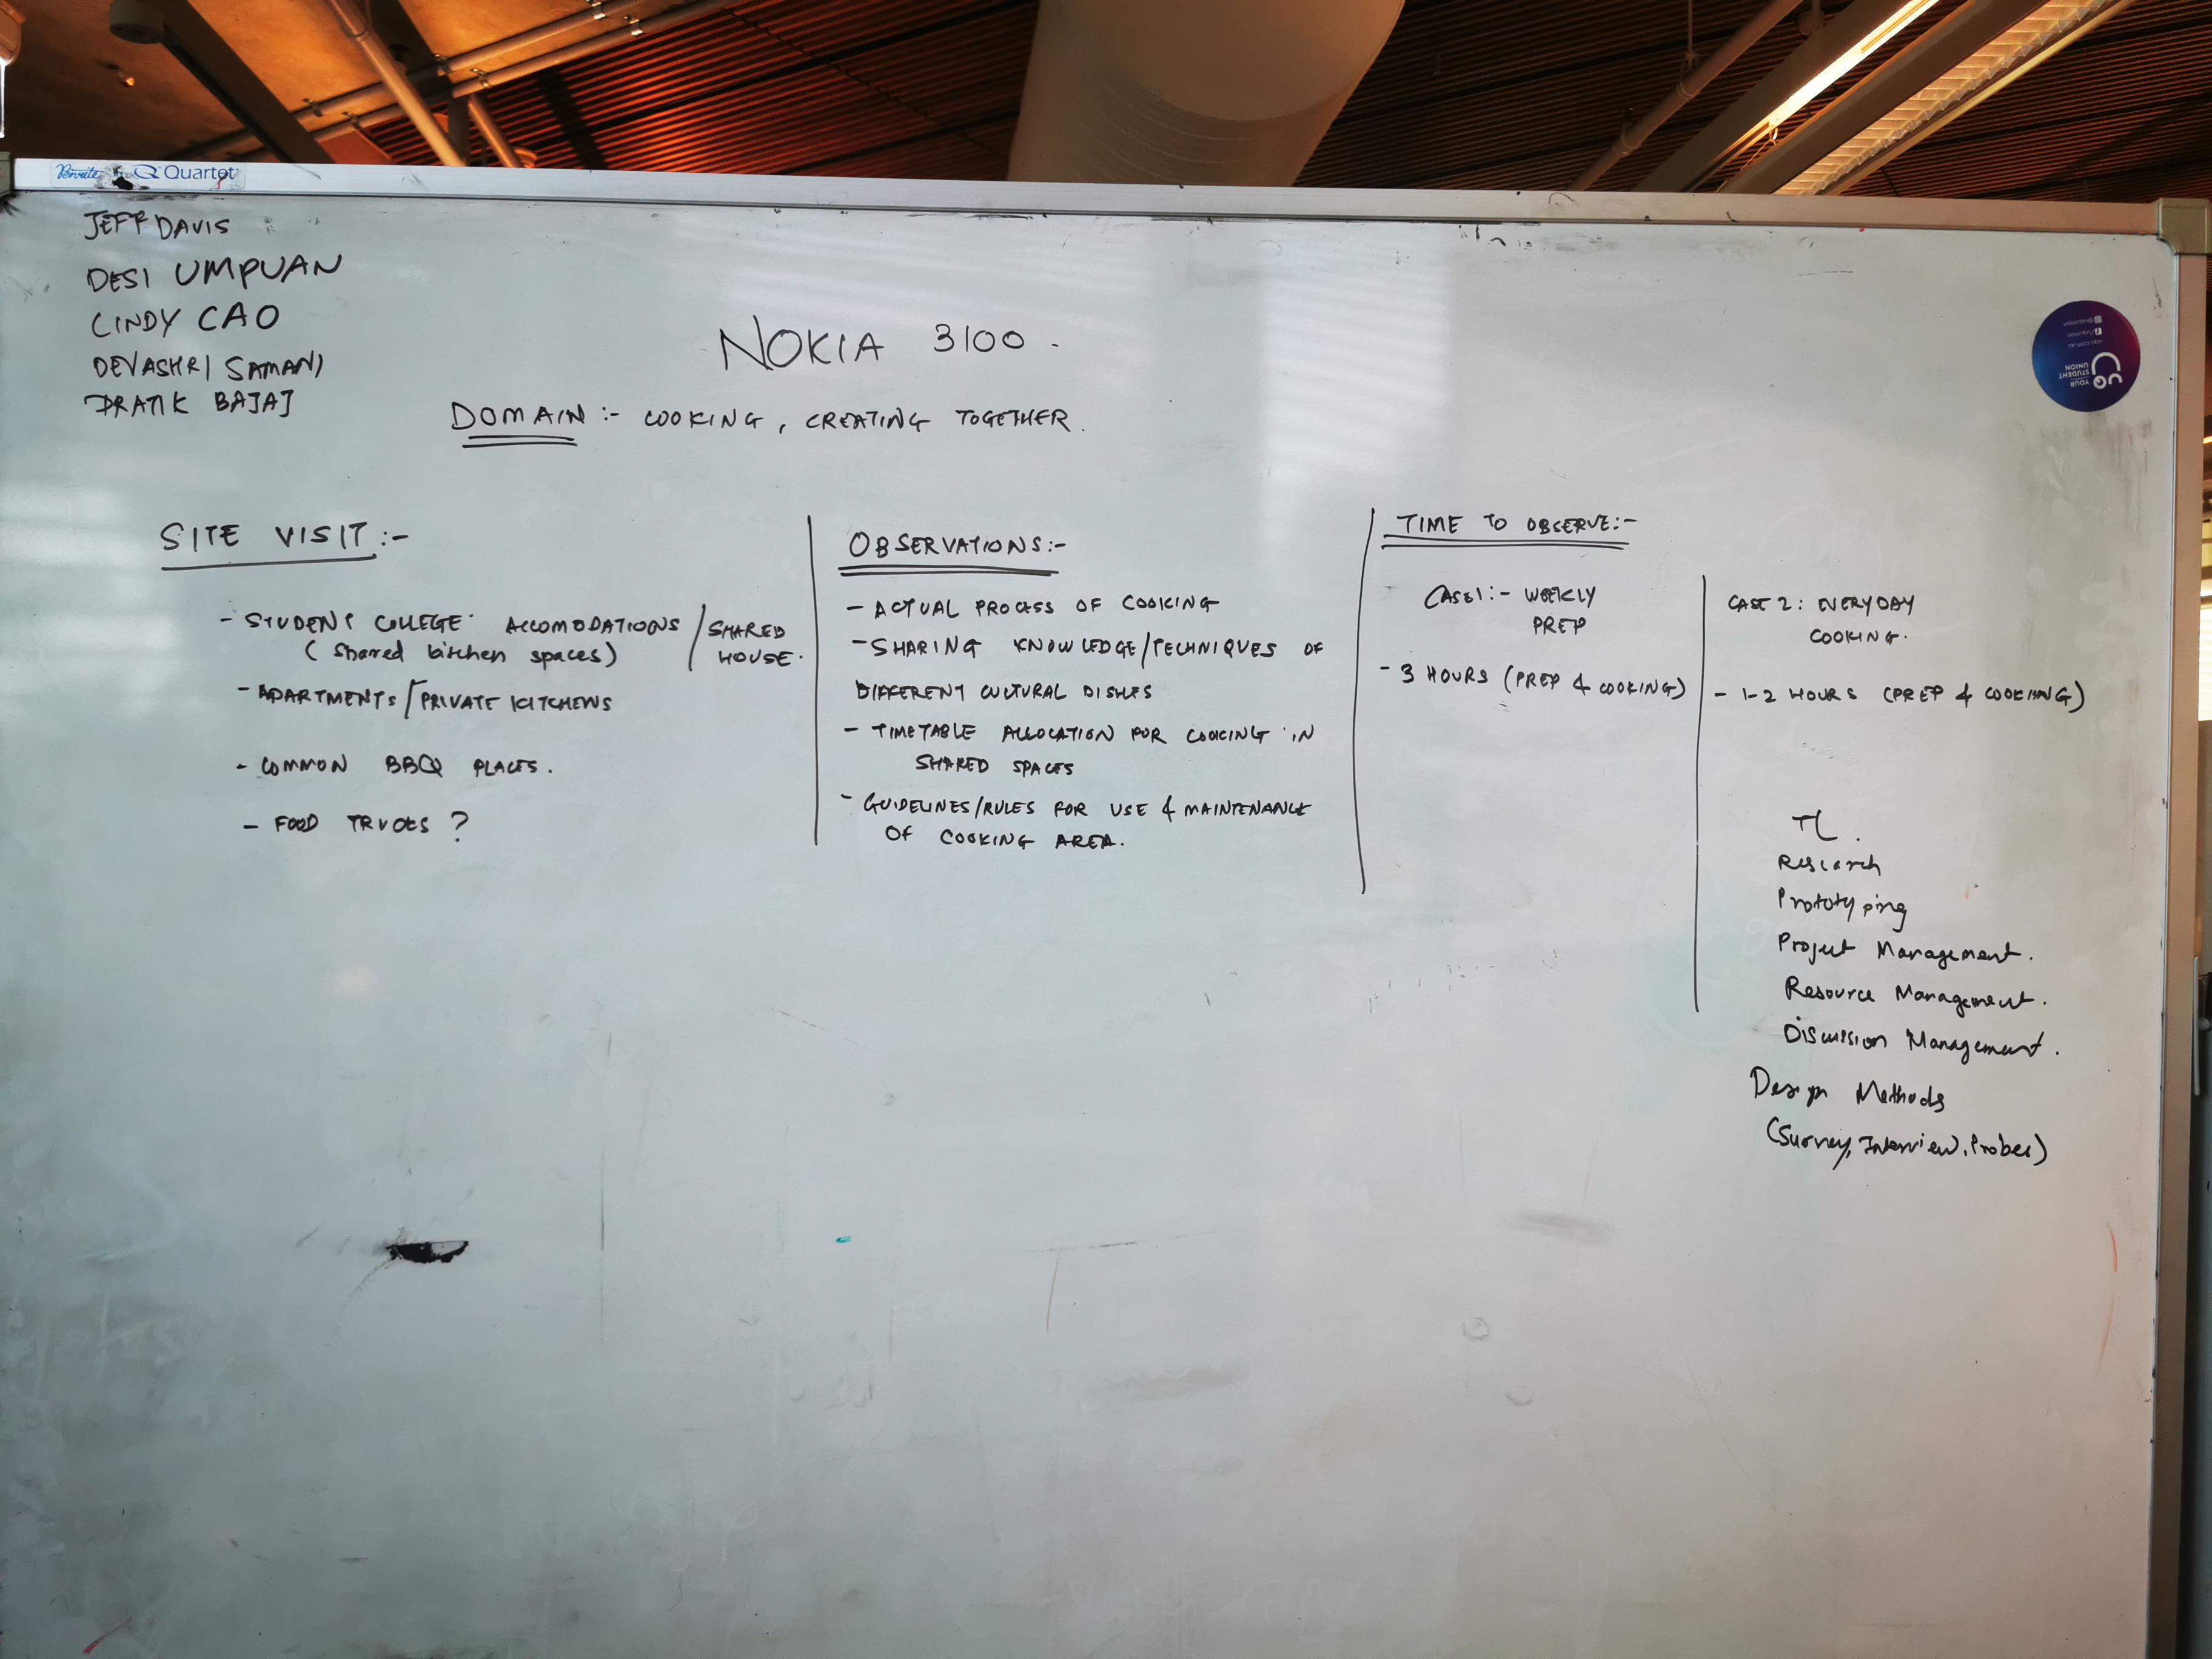 Quartet
JEFF DAVIS
DESI UMPUAN
CINDY CAO
DEVASHRI SAMANI
PRATIK BAJAJ
NOKIA 3100.
DOMAIN :- COOKING, CREATING TOGETHER.
SITE VISIT :-
- STUDENT COLLEGE ACCOMODATIONS / SHARED HOUSE.
(Shared kitchen spaces)
- APARTMENTS/PRIVATE KITCHENS
- COMMON BBQ PLACES.
- FOOD TRUCKS ?
OBSERVATIONS:-
- ACTUAL PROCESS OF COOKING
- SHARING KNOWLEDGE/TECHNIQUES OF
DIFFERENT CULTURAL DISHES
- TIMETABLE ALLOCATION FOR COOKING IN
SHARED SPACES
- GUIDELINES/RULES FOR USE & MAINTENANCE
OF COOKING AREA.
TIME TO OBSERVE:-
CASE 1:- WEEKLY
PREP
- 3 HOURS (PREP & COOKING)
CASE 2: EVERYDAY
COOKING.
- 1-2 HOURS (PREP & COOKING)
TL.
Research
Prototyping
Project Management.
Resource Management.
Discussion Management.
Design Methods
(Survey, Interview, Probes)
YOUR
STUDENT
UNION